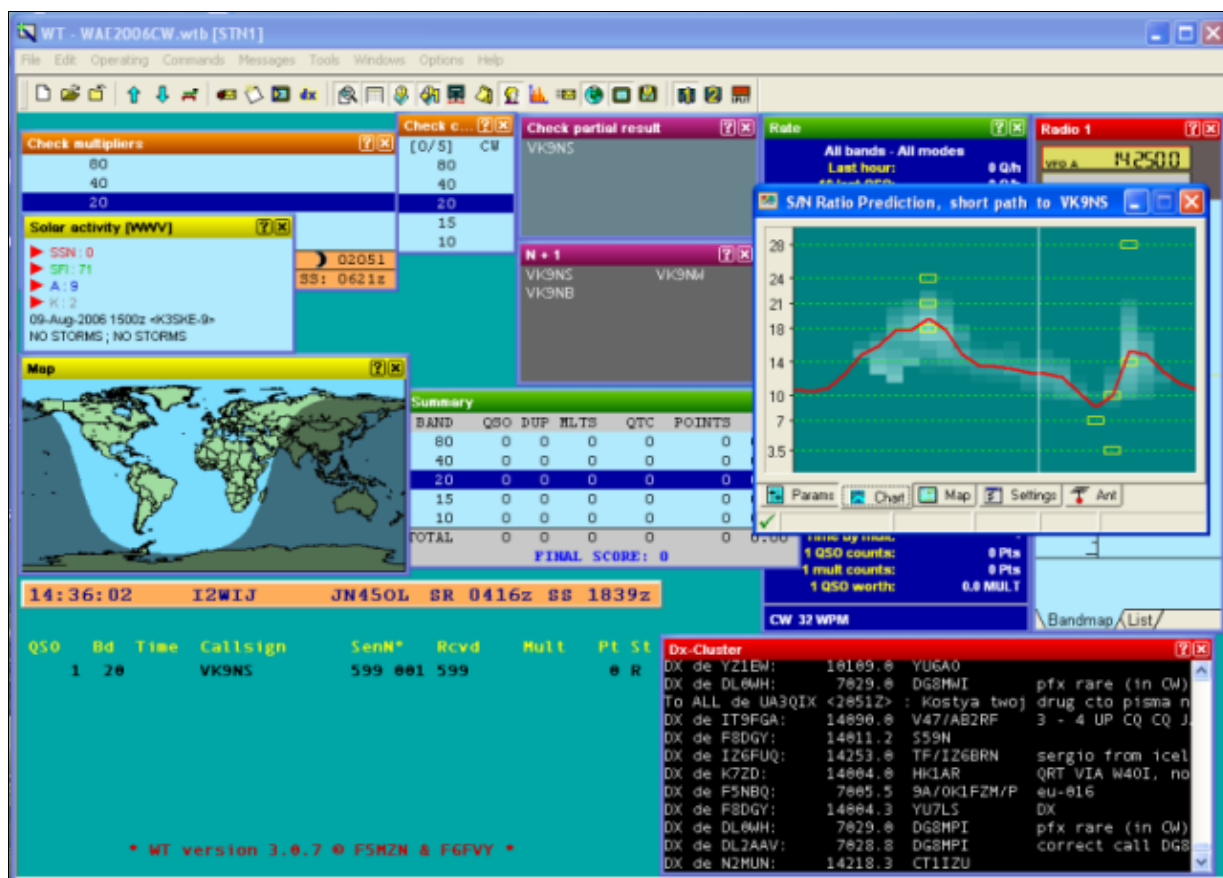 WT - WAE2006CW.wtb [STN1]
File Edit Operating Commands Messages Tools Windows Options Help
Check multipliers
80
40
20
Check c...
[0/5] CW
80
40
20
15
10
Check partial result
VK9NS
Rate
All bands - All modes
Last hour: 0 Q/h
Radio 1
VFO A 14.250.0
Solar activity [WWV]
SSN: 0
SFI: 71
A: 9
K: 2
09-Aug-2006 1500z <K3SKE-9>
NO STORMS ; NO STORMS
0205l
SS: 0621z
N + 1
VK9NS VK9NW
VK9NB
S/N Ratio Prediction, short path to VK9NS
28
24
21
18
14
10
7
3.5
Params Chart Map Settings Ant
Map
Summary
BAND QSO DUP MLTS QTC POINTS
80 0 0 0 0 0
40 0 0 0 0 0
20 0 0 0 0 0
15 0 0 0 0 0
10 0 0 0 0 0
TOTAL 0 0 0 0 0 0.00
FINAL SCORE: 0
Time by mult: -
1 QSO counts: 0 Pts
1 mult counts: 0 Pts
1 QSO worth: 0.0 MULT
CW 32 WPM
Bandmap List
14:36:02 I2WIJ JN45OL SR 0416z SS 1839z
QSO Bd Time Callsign SenN° Rcvd Mult Pt St
1 20 VK9NS 599 001 599 0 R
* WT version 3.0.7 © F5MZN & F6FVY *
Dx-Cluster
DX de YZ1EW: 10109.0 YU6AO
DX de DL0WH: 7029.0 DG8MWI pfx rare (in CW)
To ALL de UA3QIX <2051Z> : Kostya twoj drug cto pisma n
DX de IT9FGA: 14090.0 V47/AB2RF 3 - 4 UP CQ CQ J
DX de F8DGY: 14011.2 S59N
DX de IZ6FUQ: 14253.0 TF/IZ6BRN sergio from icel
DX de K7ZD: 14004.0 HK1AR QRT VIA W4OI, no
DX de F5NBQ: 7005.5 9A/OK1FZM/P eu-016
DX de F8DGY: 14004.3 YU7LS DX
DX de DL0WH: 7029.0 DG8MPI pfx rare (in CW)
DX de DL2AAV: 7028.8 DG8MPI correct call DG8
DX de N2MUN: 14218.3 CT1IZU